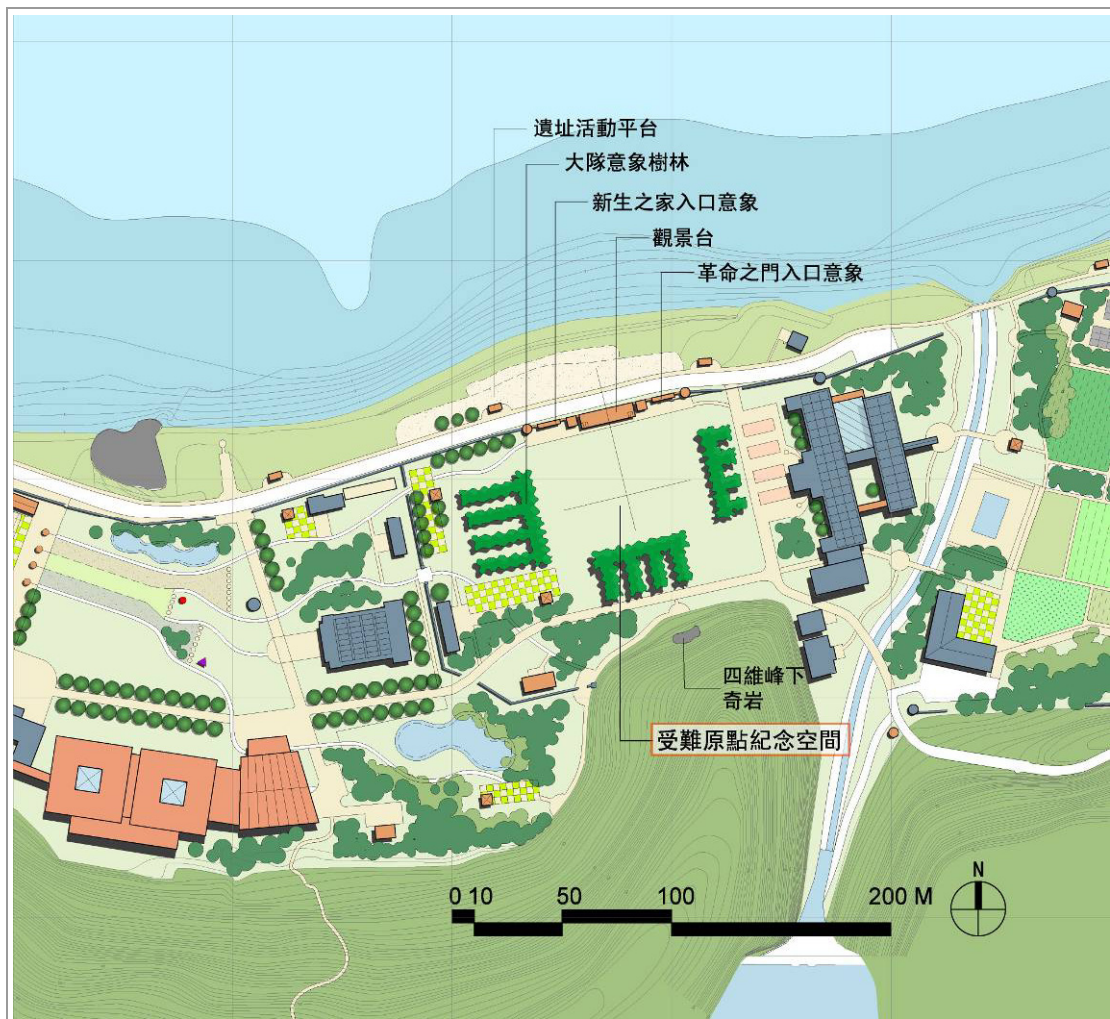 遺址活動平台
大隊意象樹林
新生之家入口意象
觀景台
革命之門入口意象
四維峰下
奇岩
受難原點紀念空間
0 10 50 100 200 M
N